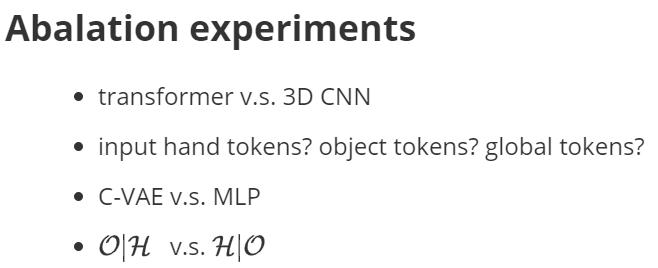 Abalation experiments
• transformer v.s. 3D CNN
• input hand tokens? object tokens? global tokens?
• C-VAE v.s. MLP
• 𝒪|ℋ v.s. ℋ|𝒪